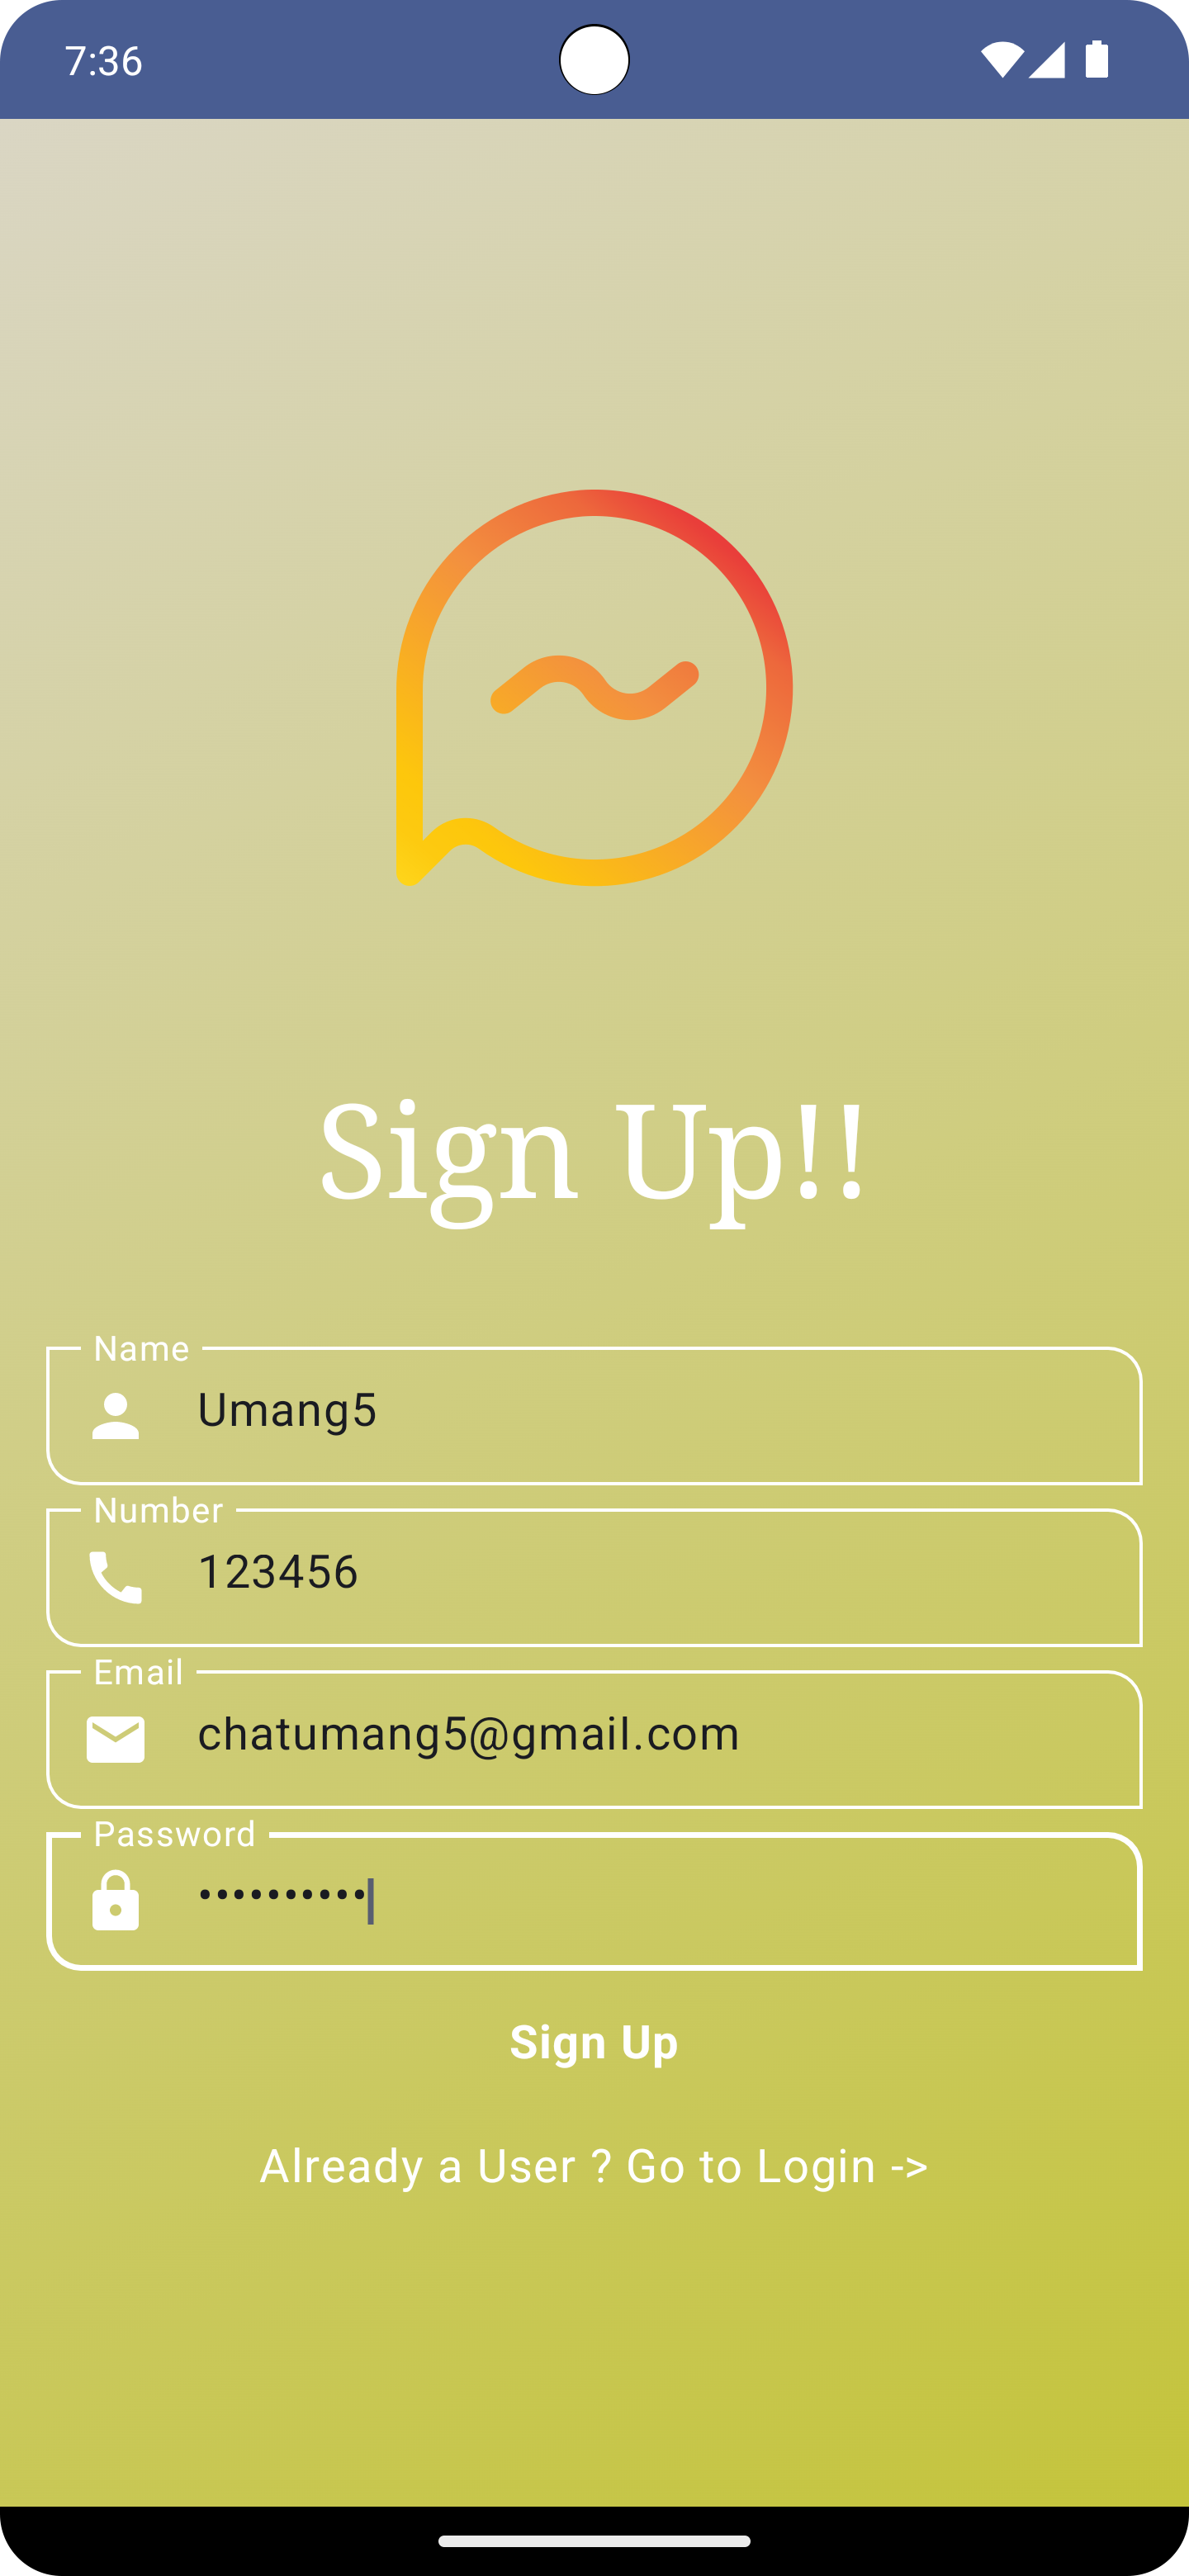 7:36
Sign Up!!
Name
Umang5
Number
123456
Email
chatumang5@gmail.com
Password
••••••••••
Sign Up
Already a User ? Go to Login ->